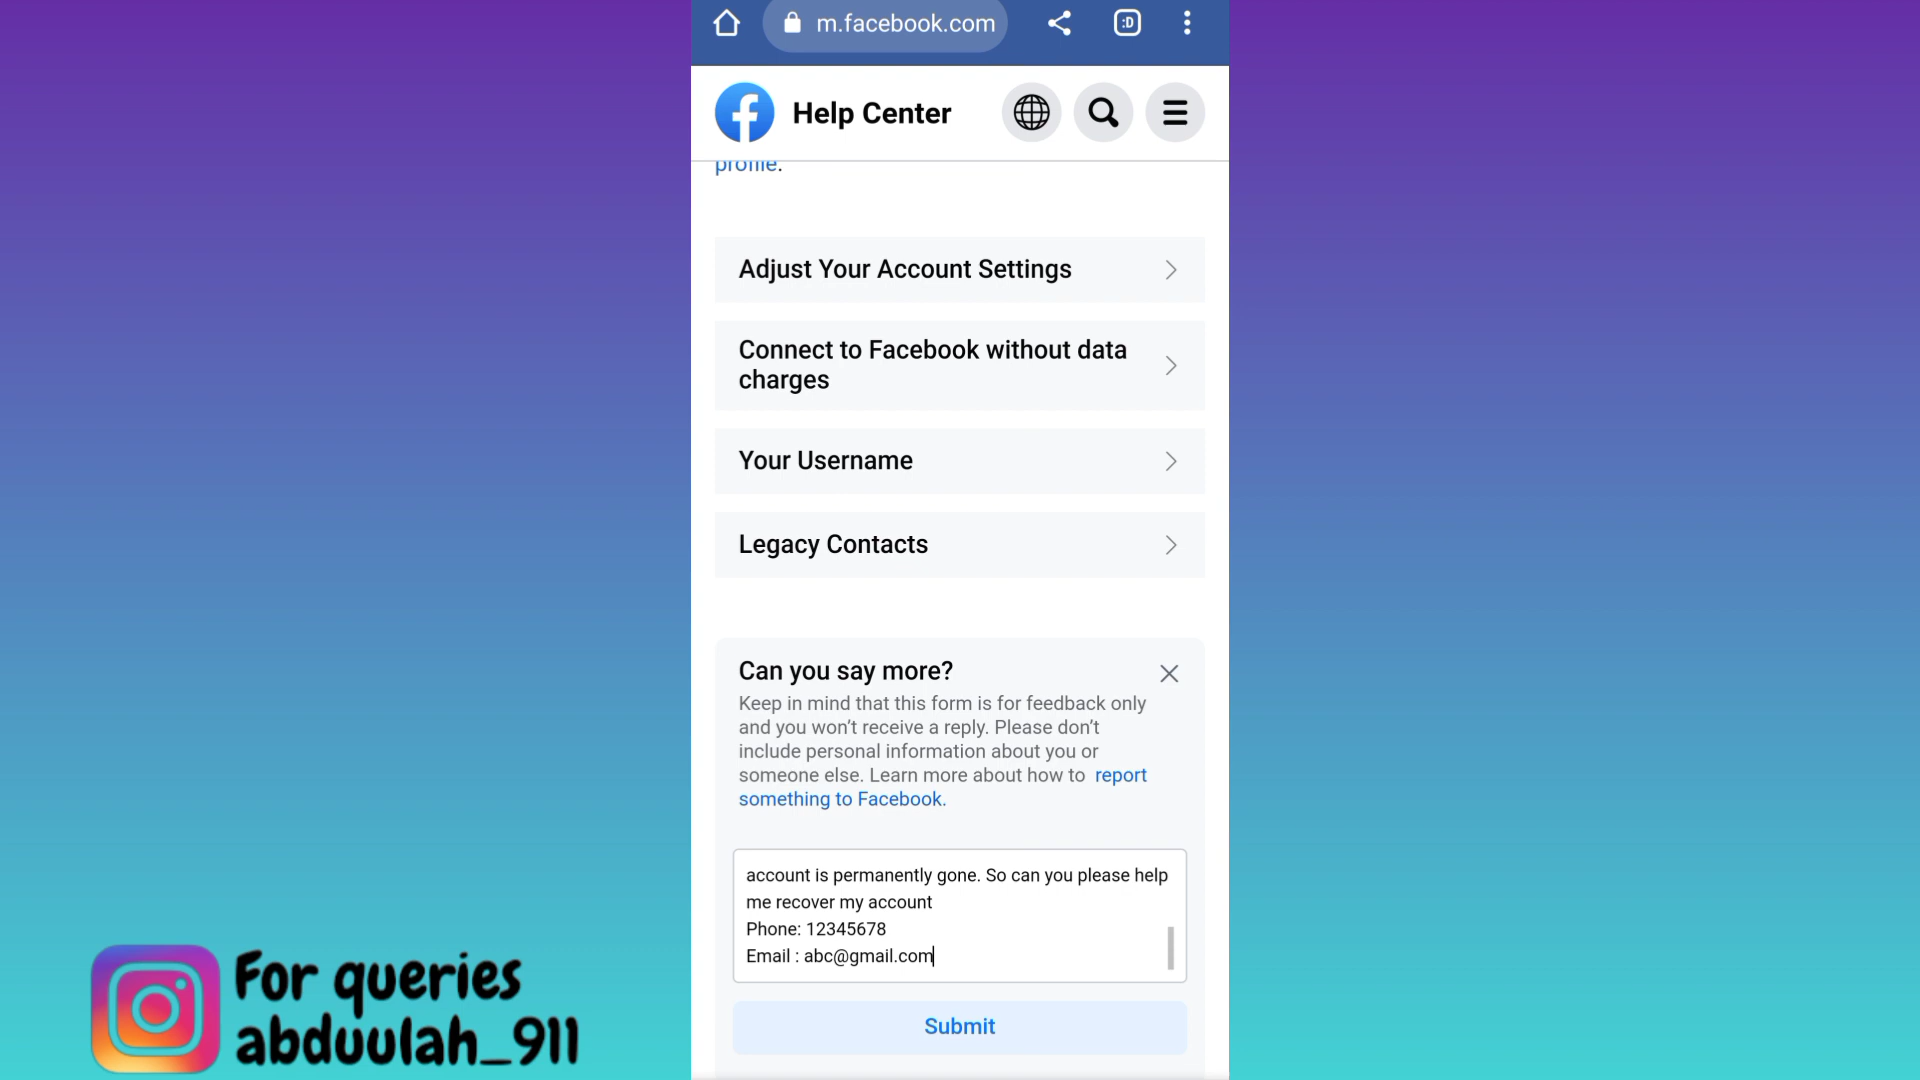 m.facebook.com
:D
Help Center
profile.
Adjust Your Account Settings
Connect to Facebook without data
charges
Your Username
Legacy Contacts
Can you say more?
Keep in mind that this form is for feedback only
and you won’t receive a reply. Please don’t
include personal information about you or
someone else. Learn more about how to report
something to Facebook.
account is permanently gone. So can you please help
me recover my account
Phone: 12345678
Email : abc@gmail.com
Submit
For queries
abduulah_911